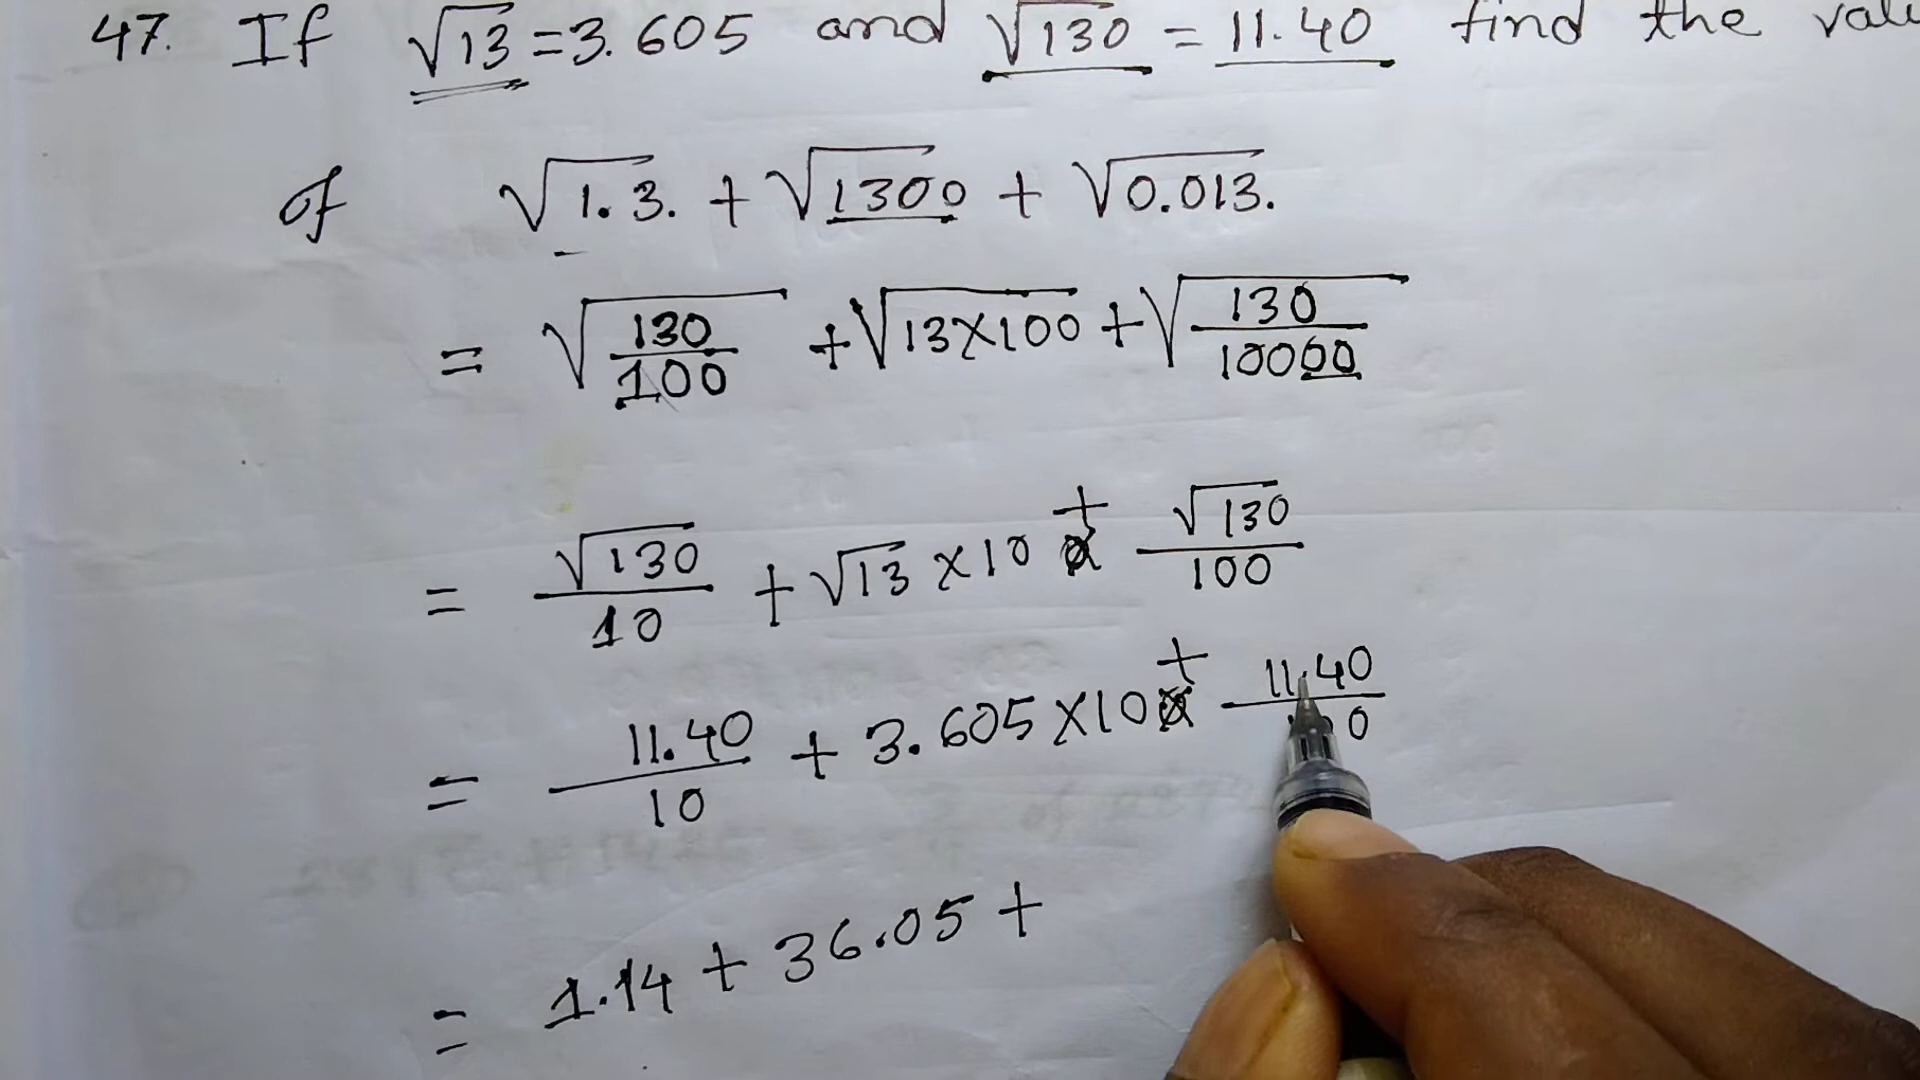 47. If √13 = 3.605 and √130 = 11.40 find the
of √1.3. + √1300 + √0.013.
= √130/100 + √13×100 + √130/10000
= √130/10 + √13 ×10 + √130/100
= 11.40/10 + 3.605×10 + 11.40/100
= 1.14 + 36.05 +